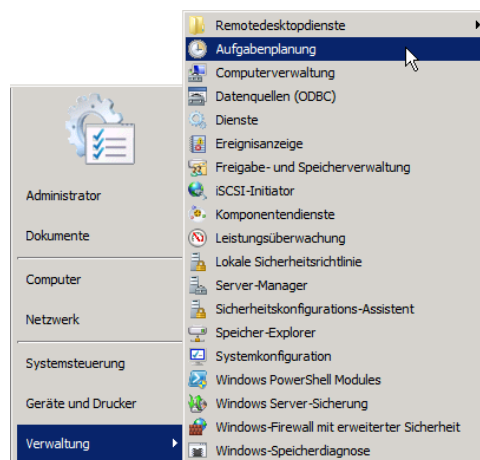 Remotedesktopdienste
Aufgabenplanung
Computerverwaltung
Datenquellen (ODBC)
Dienste
Ereignisanzeige
Freigabe- und Speicherverwaltung
iSCSI-Initiator
Komponentendienste
Leistungsüberwachung
Lokale Sicherheitsrichtlinie
Server-Manager
Sicherheitskonfigurations-Assistent
Speicher-Explorer
Systemkonfiguration
Windows PowerShell Modules
Windows Server-Sicherung
Windows-Firewall mit erweiterter Sicherheit
Windows-Speicherdiagnose
Administrator
Dokumente
Computer
Netzwerk
Systemsteuerung
Geräte und Drucker
Verwaltung